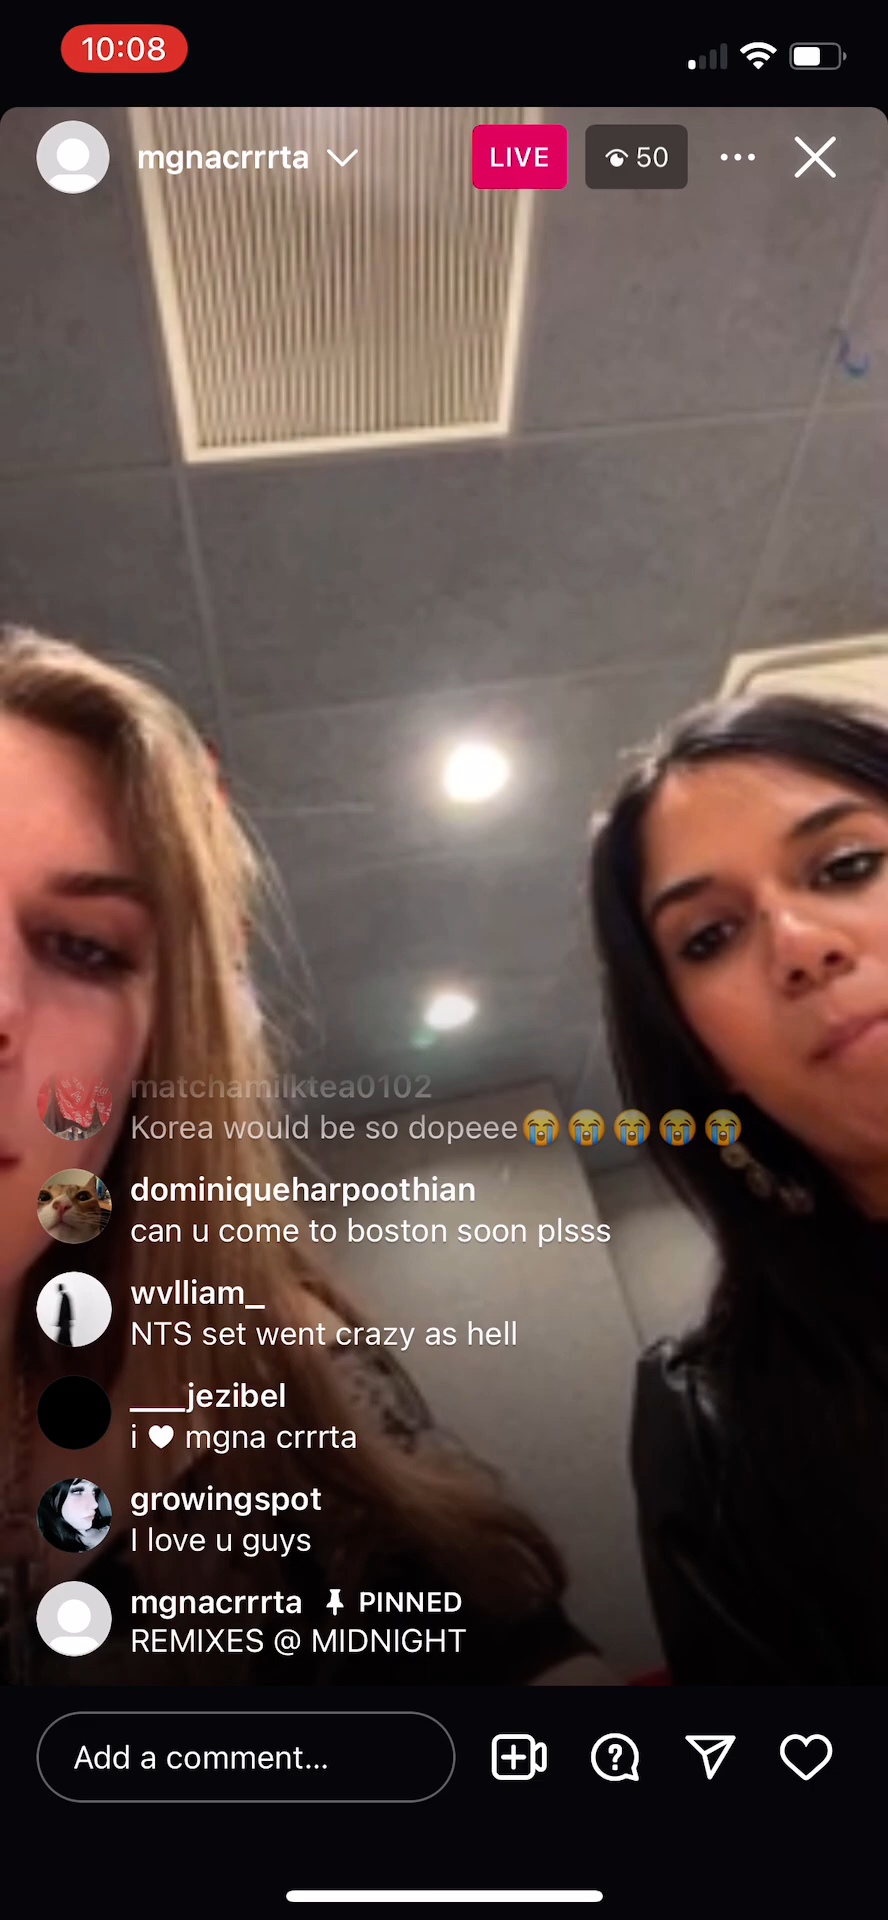 10:08
mgnacrrrta
LIVE
50
matchamilktea0102
Korea would be so dopeee😭😭😭😭😭
dominiqueharpoothian
can u come to boston soon plsss
wvlliam_
NTS set went crazy as hell
____jezibel
i 🤍 mgna crrrta
growingspot
I love u guys
mgnacrrrta PINNED
REMIXES @ MIDNIGHT
Add a comment...